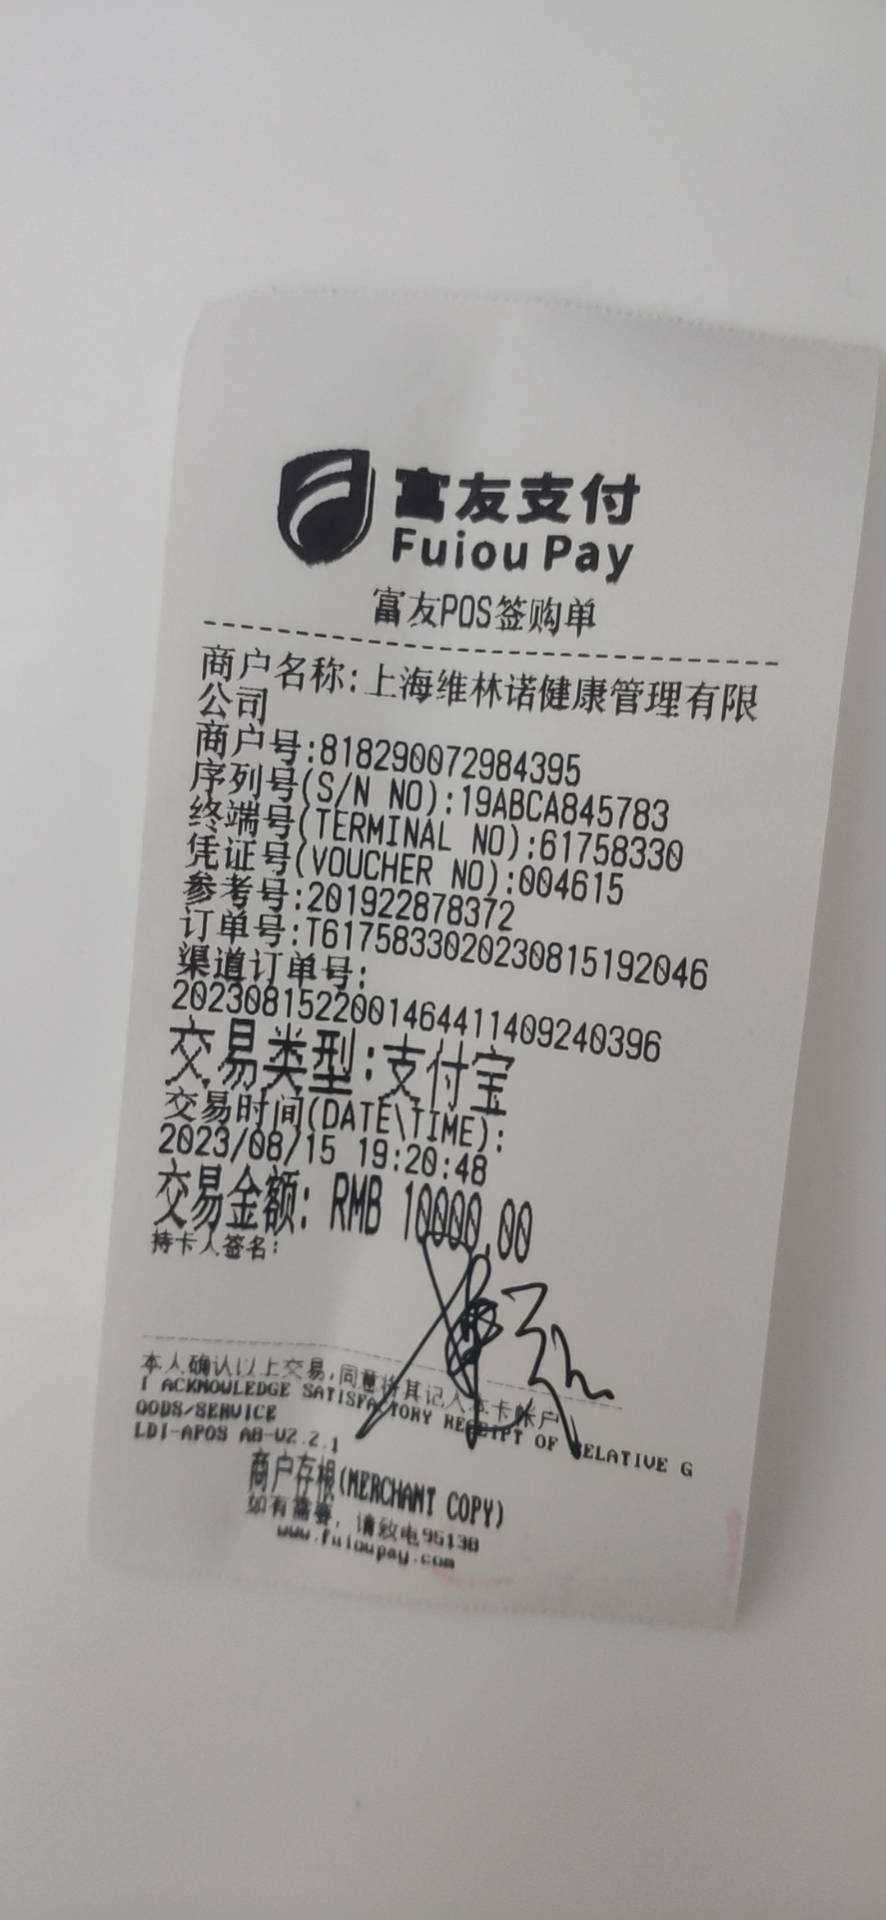 富友支付
Fuiou Pay
富友POS签购单
商户名称:上海维林诺健康管理有限
公司
商户号:818290072984395
序列号(S/N NO):19ABCA845783
终端号(TERMINAL NO):61758330
凭证号(VOUCHER NO):004615
参考号:201922878372
订单号:T6175833020230815192046
渠道订单号:
2023081522001464411409240396
交易类型:支付宝
交易时间(DATE\TIME):
2023/08/15 19:20:48
交易金额: RMB 10000.00
持卡人签名:
本人确认以上交易,同意将其记入本卡帐户
I ACKNOWLEDGE SATISFACTORY RECEIPT OF RELATIVE G
OODS/SERVICE
LDI-APOS A8-V2.2.1
商户存根(MERCHANT COPY)
如有需要, 请致电95138
www.fuioupay.com